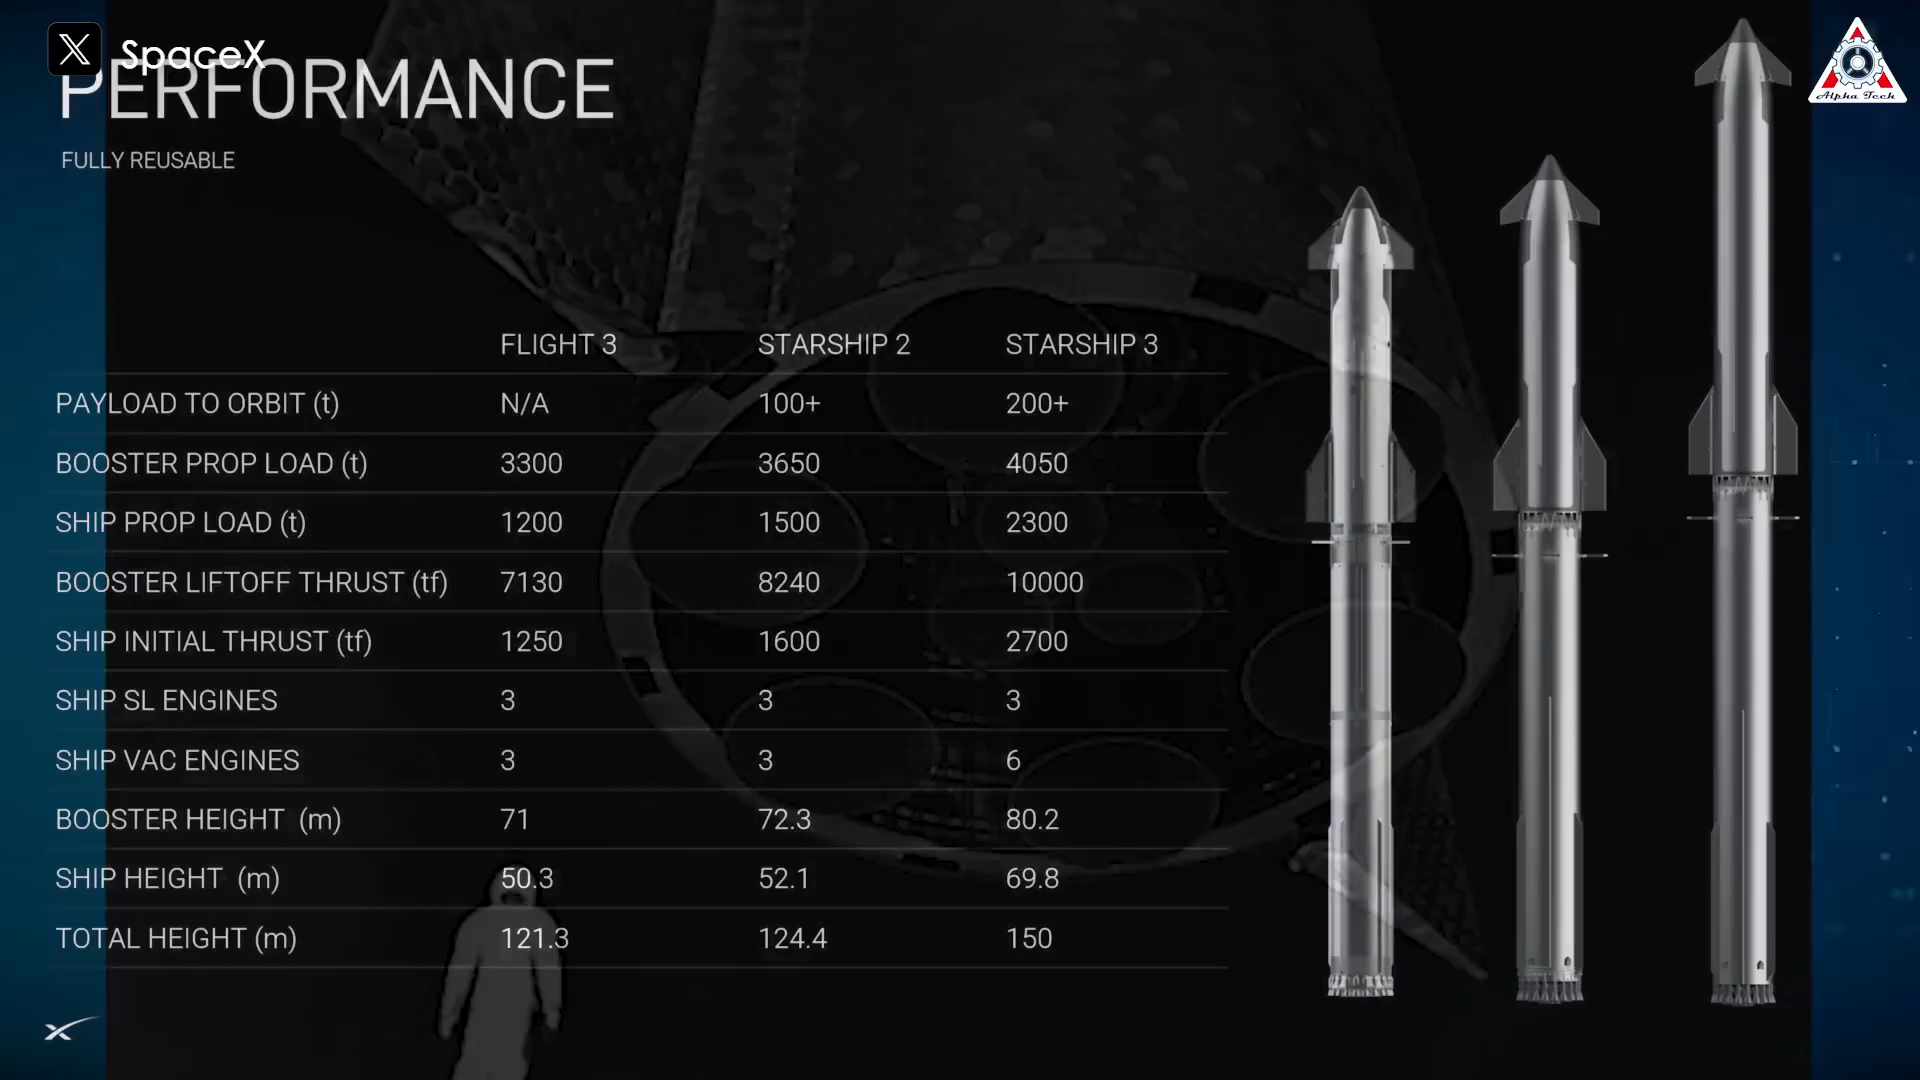 X SpaceX
PERFORMANCE
FULLY REUSABLE
Alpha Tech
FLIGHT 3 STARSHIP 2 STARSHIP 3
PAYLOAD TO ORBIT (t) N/A 100+ 200+
BOOSTER PROP LOAD (t) 3300 3650 4050
SHIP PROP LOAD (t) 1200 1500 2300
BOOSTER LIFTOFF THRUST (tf) 7130 8240 10000
SHIP INITIAL THRUST (tf) 1250 1600 2700
SHIP SL ENGINES 3 3 3
SHIP VAC ENGINES 3 3 6
BOOSTER HEIGHT (m) 71 72.3 80.2
SHIP HEIGHT (m) 50.3 52.1 69.8
TOTAL HEIGHT (m) 121.3 124.4 150